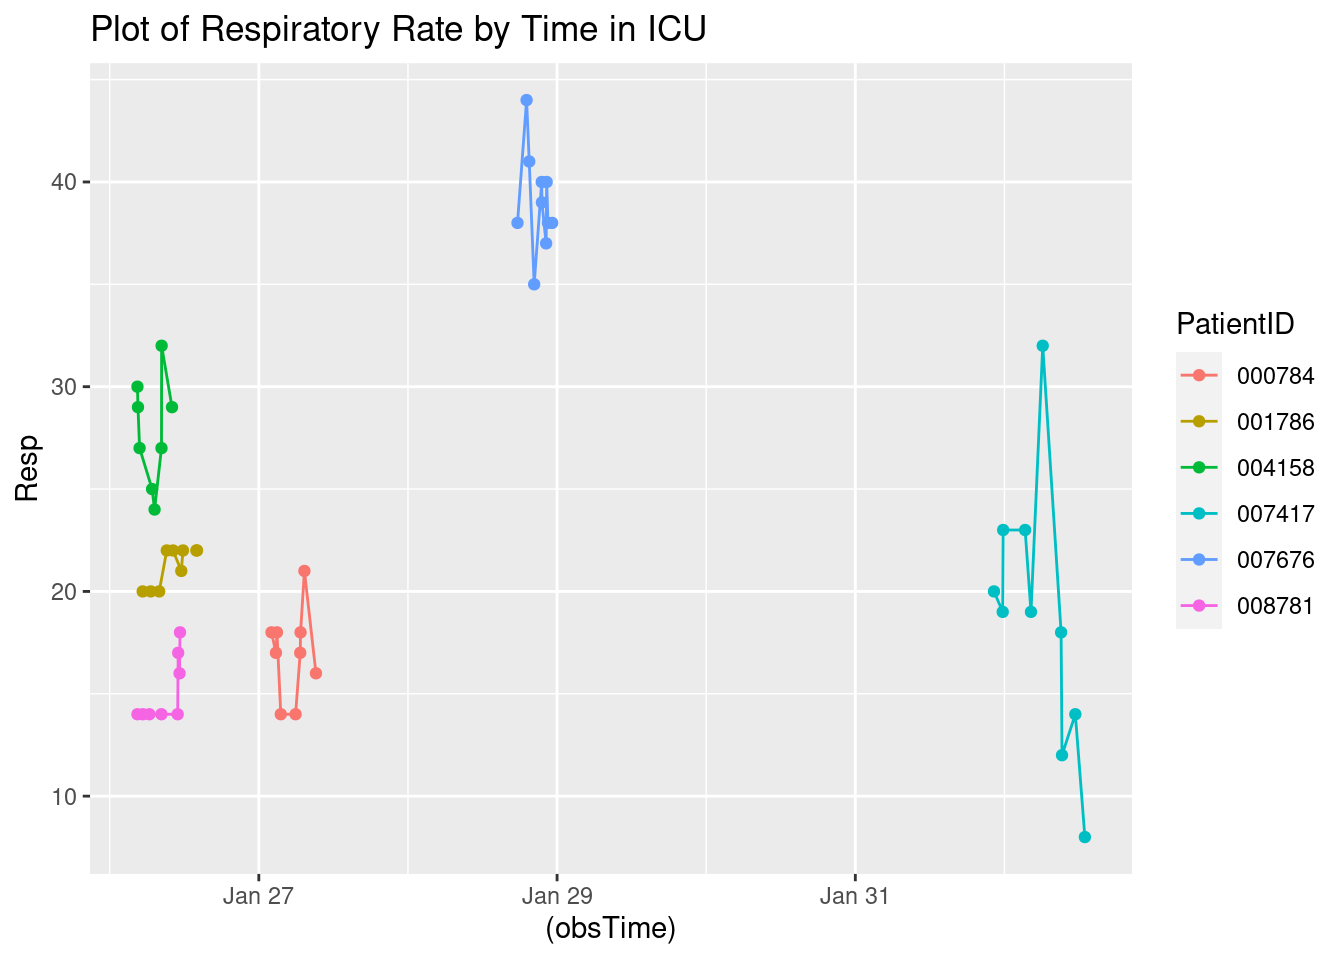 Plot of Respiratory Rate by Time in ICU
Resp
40
30
20
10
Jan 27
Jan 29
Jan 31
(obsTime)
PatientID
000784
001786
004158
007417
007676
008781